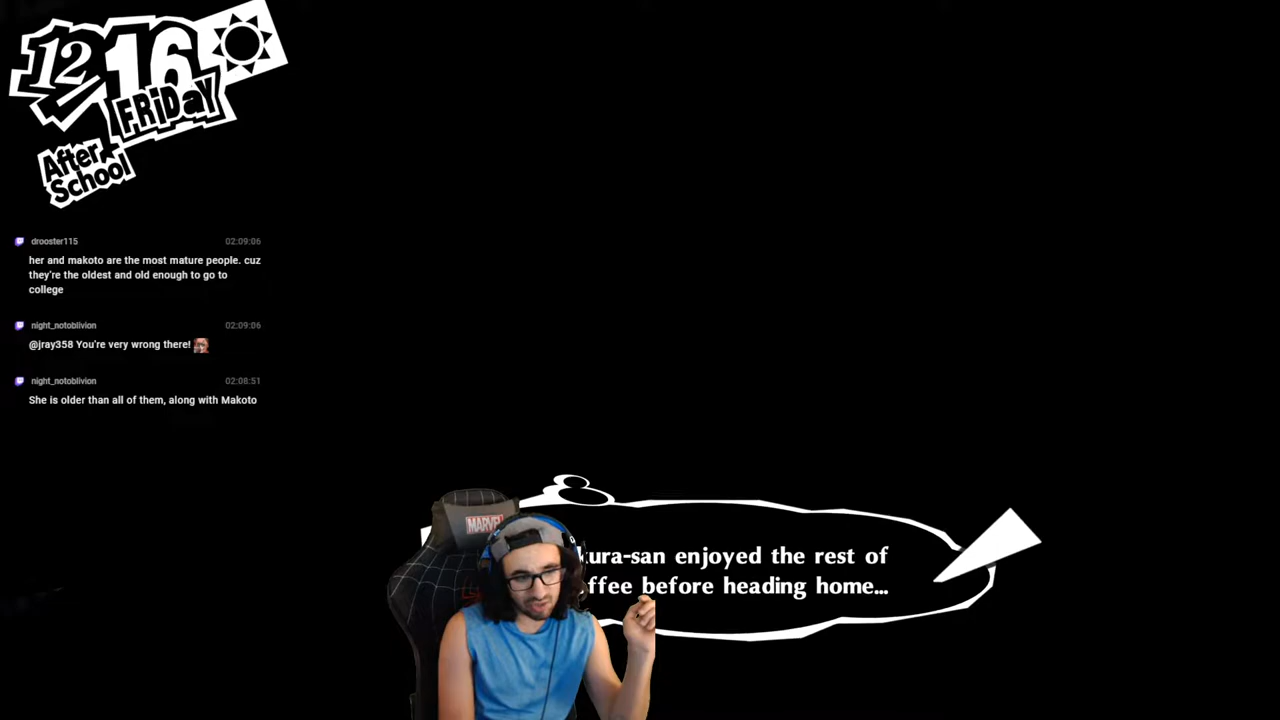 12 16
FRiDaY
After
School
drooster115 02:09:06
her and makoto are the most mature people. cuz
they're the oldest and old enough to go to
college
night_notoblivion 02:09:06
@jray358 You're very wrong there!
night_notoblivion 02:08:51
She is older than all of them, along with Makoto
MARVEL
enjoyed the rest of
before heading home...